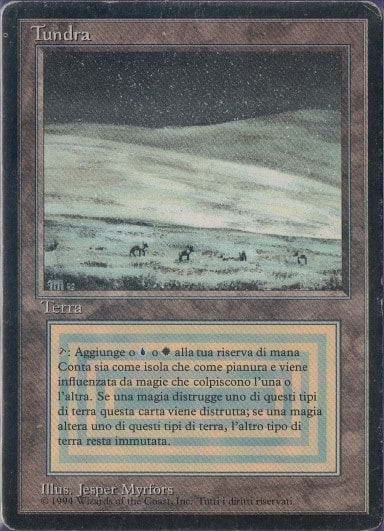 Tundra
Terra
: Aggiunge o o alla tua riserva di mana
Conta sia come isola che come pianura e viene
influenzata da magie che colpiscono l'una o
l'altra. Se una magia distrugge uno di questi tipi
di terra questa carta viene distrutta; se una magia
altera uno di questi tipi di terra, l'altro tipo di
terra resta immutata.
Illus. Jesper Myrfors
© 1994 Wizards of the Coast, Inc. Tutti i diritti riservati.